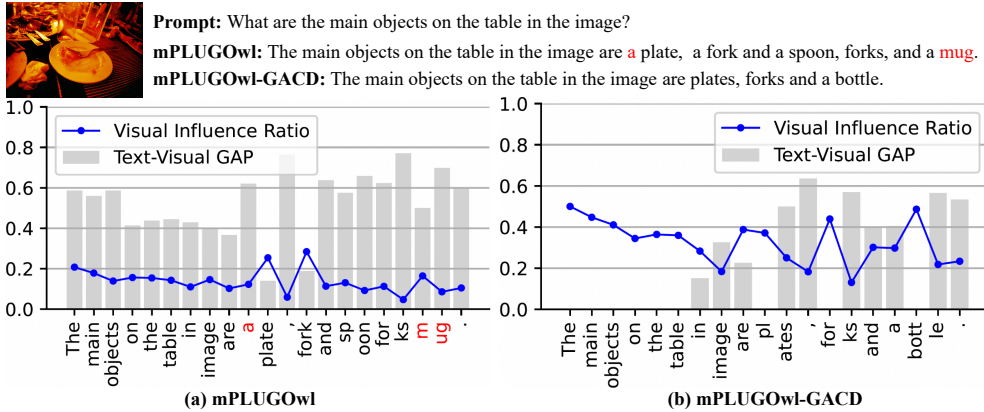 Prompt: What are the main objects on the table in the image?
mPLUGOwl: The main objects on the table in the image are a plate, a fork and a spoon, forks, and a mug.
mPLUGOwl-GACD: The main objects on the table in the image are plates, forks and a bottle.
1.0
0.8
0.6
0.4
0.2
0.0
Visual Influence Ratio
Text-Visual GAP
The main objects on the table in image are a plate , fork and sp oon for ks m ug .
(a) mPLUGOwl
1.0
0.8
0.6
0.4
0.2
0.0
Visual Influence Ratio
Text-Visual GAP
The main objects on the table in image are pl ates , for ks and a bott le .
(b) mPLUGOwl-GACD